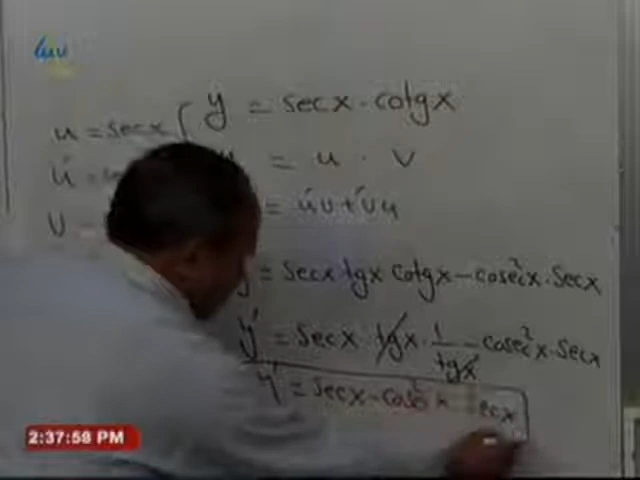 y = secx · cotgx
u = secx
= u · v
u'
= u'v + v'u
v
= secx · tgx cotgx - cosec²x · secx
y' = secx · tgx · 1/tgx - cosec²x · secx
y' = secx - cosec²x secx
2:37:58 PM